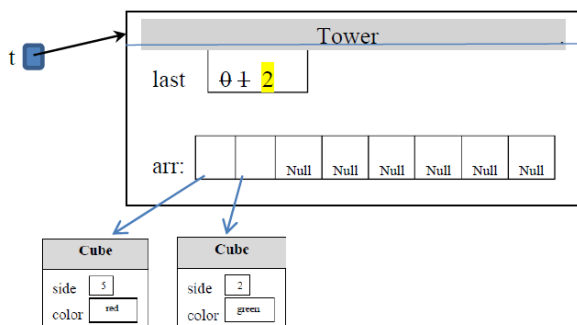 Tower
t
last 0 1 2
arr: Null Null Null Null Null Null
Cube Cube
side 5 side 2
color red color green